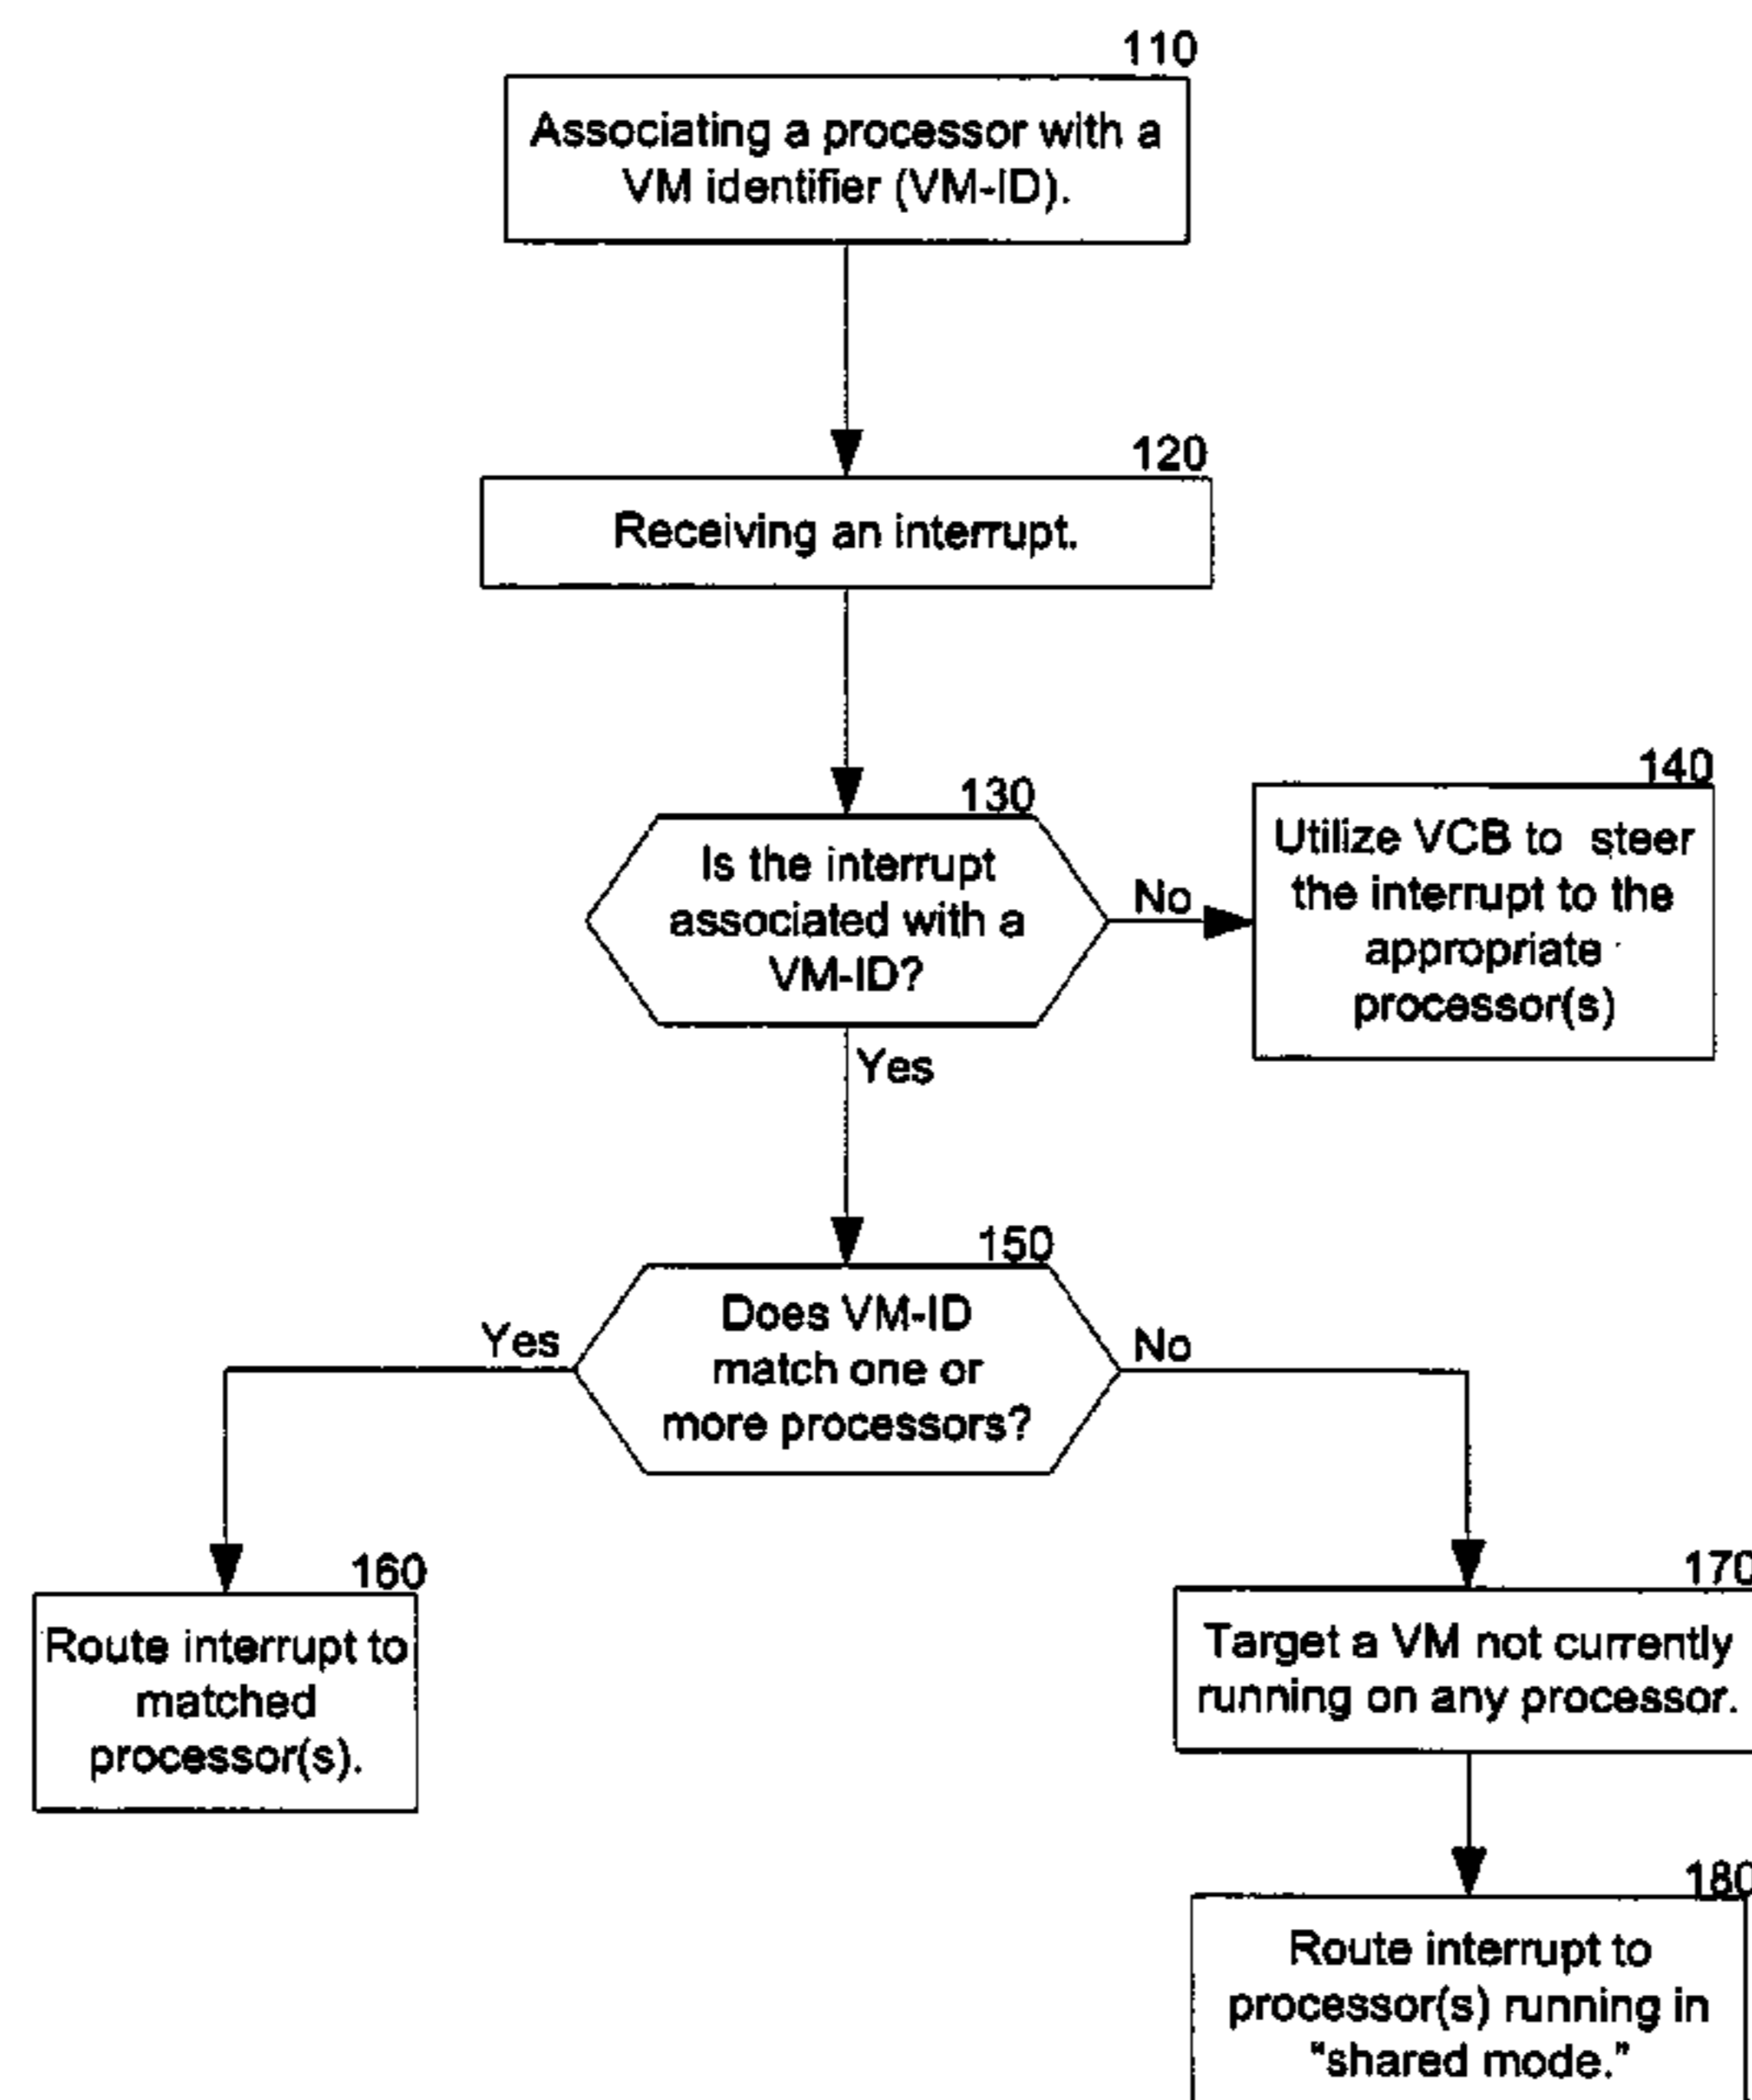 110
Associating a processor with a
VM identifier (VM-ID).
120
Receiving an interrupt.
130
Is the interrupt
associated with a
VM-ID?
No
140
Utilize VCB to steer
the interrupt to the
appropriate
processor(s)
Yes
150
Does VM-ID
match one or
more processors?
Yes
No
160
Route interrupt to
matched
processor(s).
170
Target a VM not currently
running on any processor.
180
Route interrupt to
processor(s) running in
"shared mode."